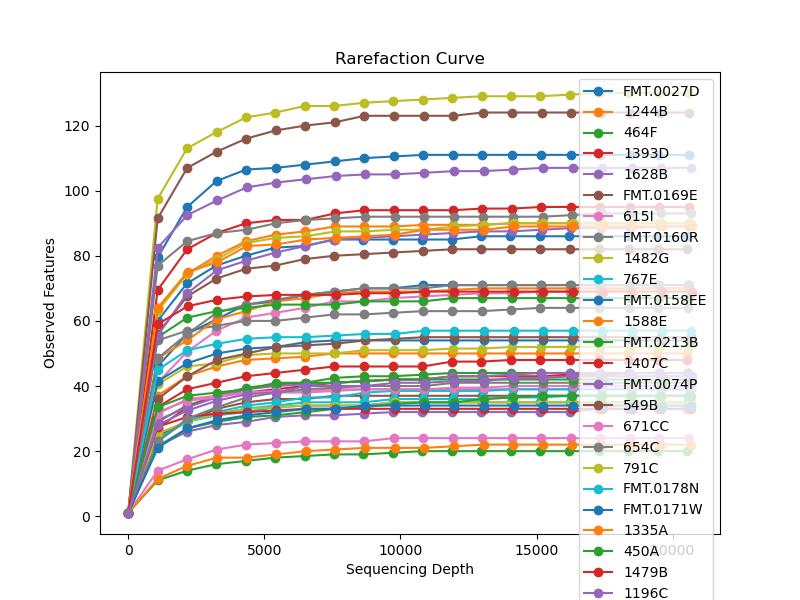 Rarefaction Curve
Observed Features
120
100
80
60
40
20
0
0
5000
10000
15000
20000
Sequencing Depth
FMT.0027D
1244B
464F
1393D
1628B
FMT.0169E
615I
FMT.0160R
1482G
767E
FMT.0158EE
1588E
FMT.0213B
1407C
FMT.0074P
549B
671CC
654C
791C
FMT.0178N
FMT.0171W
1335A
450A
1479B
1196C